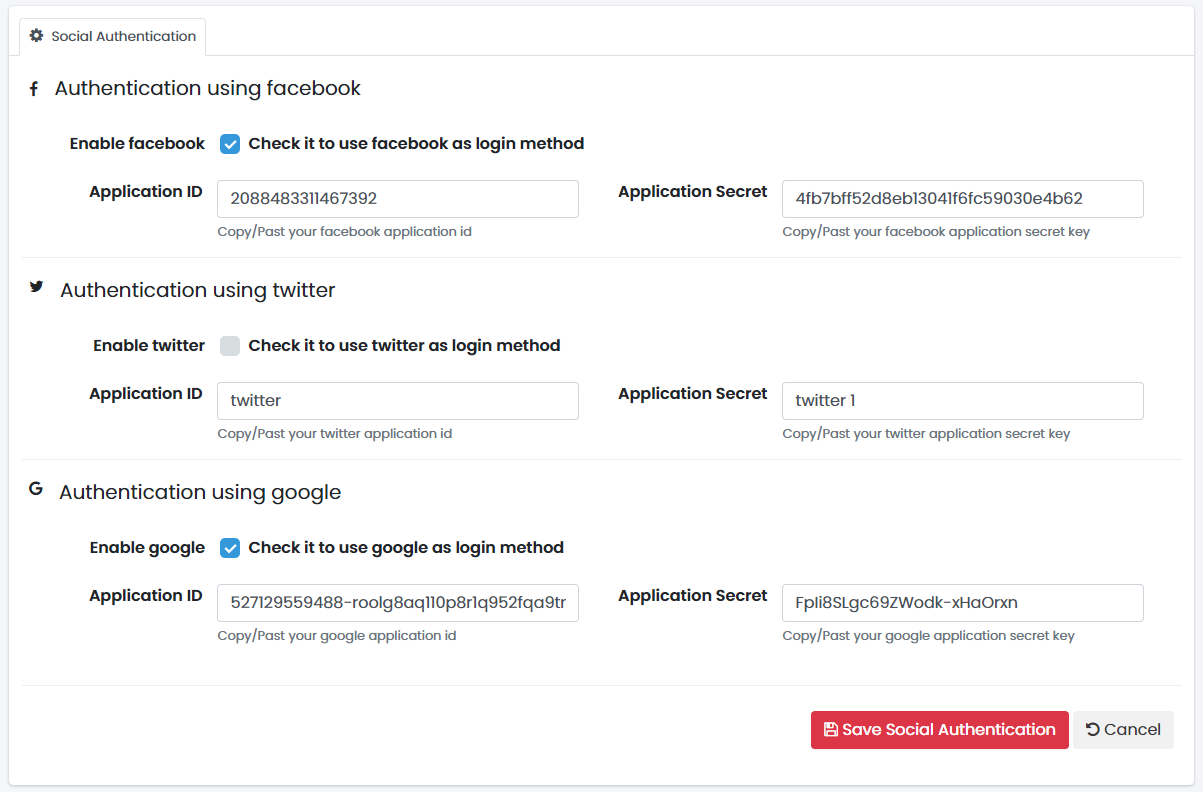 Social Authentication
Authentication using facebook
Enable facebook Check it to use facebook as login method
Application ID 2088483311467392 Application Secret 4fb7bff52d8eb13041f6fc59030e4b62
Copy/Past your facebook application id Copy/Past your facebook application secret key
Authentication using twitter
Enable twitter Check it to use twitter as login method
Application ID twitter Application Secret twitter 1
Copy/Past your twitter application id Copy/Past your twitter application secret key
Authentication using google
Enable google Check it to use google as login method
Application ID 527129559488-roolg8aq110p8r1q952fqa9tr Application Secret FpIi8SLgc69ZWodk-xHaOrxn
Copy/Past your google application id Copy/Past your google application secret key
Save Social Authentication Cancel